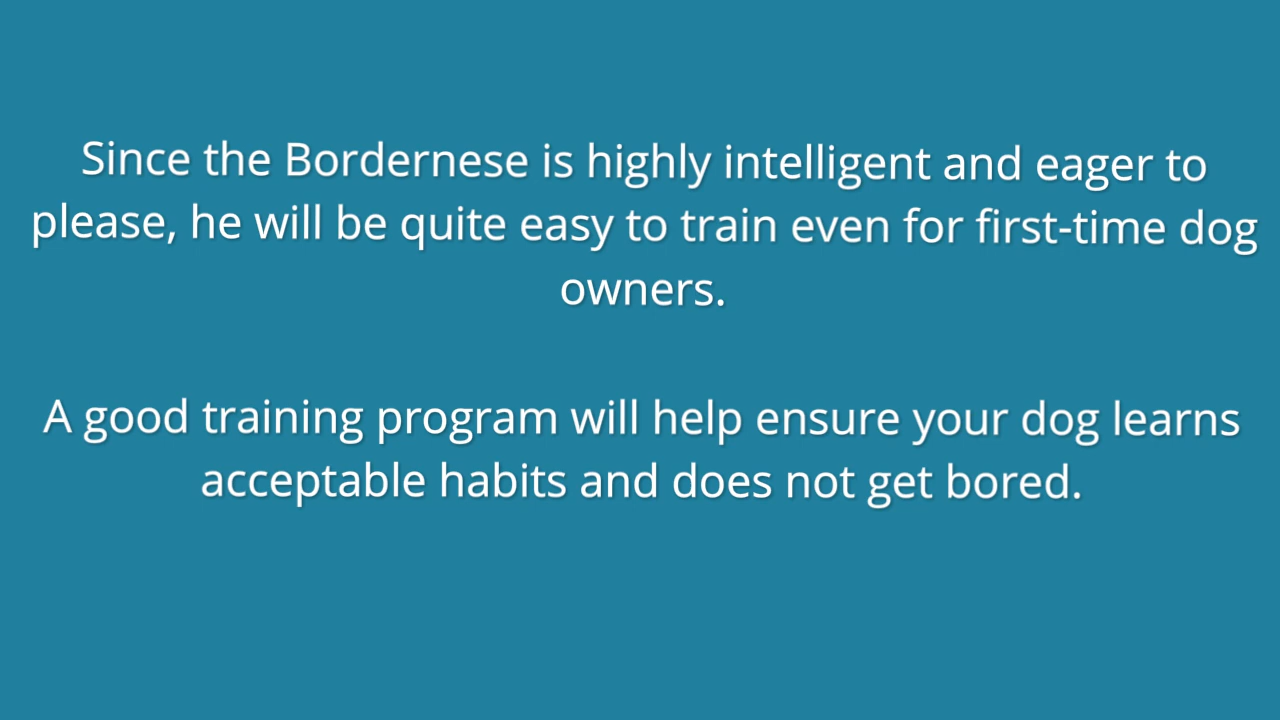 Since the Bordernese is highly intelligent and eager to
please, he will be quite easy to train even for first-time dog
owners.
A good training program will help ensure your dog learns
acceptable habits and does not get bored.